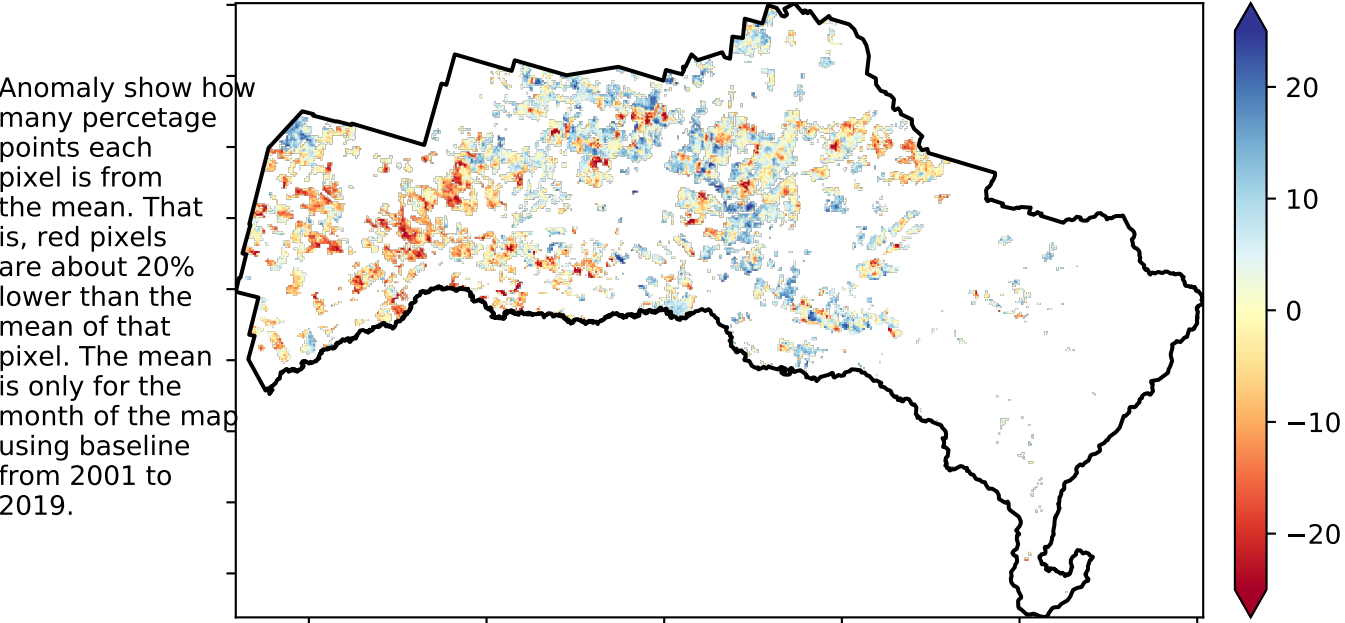 Anomaly show how
many percetage
points each
pixel is from
the mean. That
is, red pixels
are about 20%
lower than the
mean of that
pixel. The mean
is only for the
month of the map
using baseline
from 2001 to
2019.
20
10
0
−10
−20